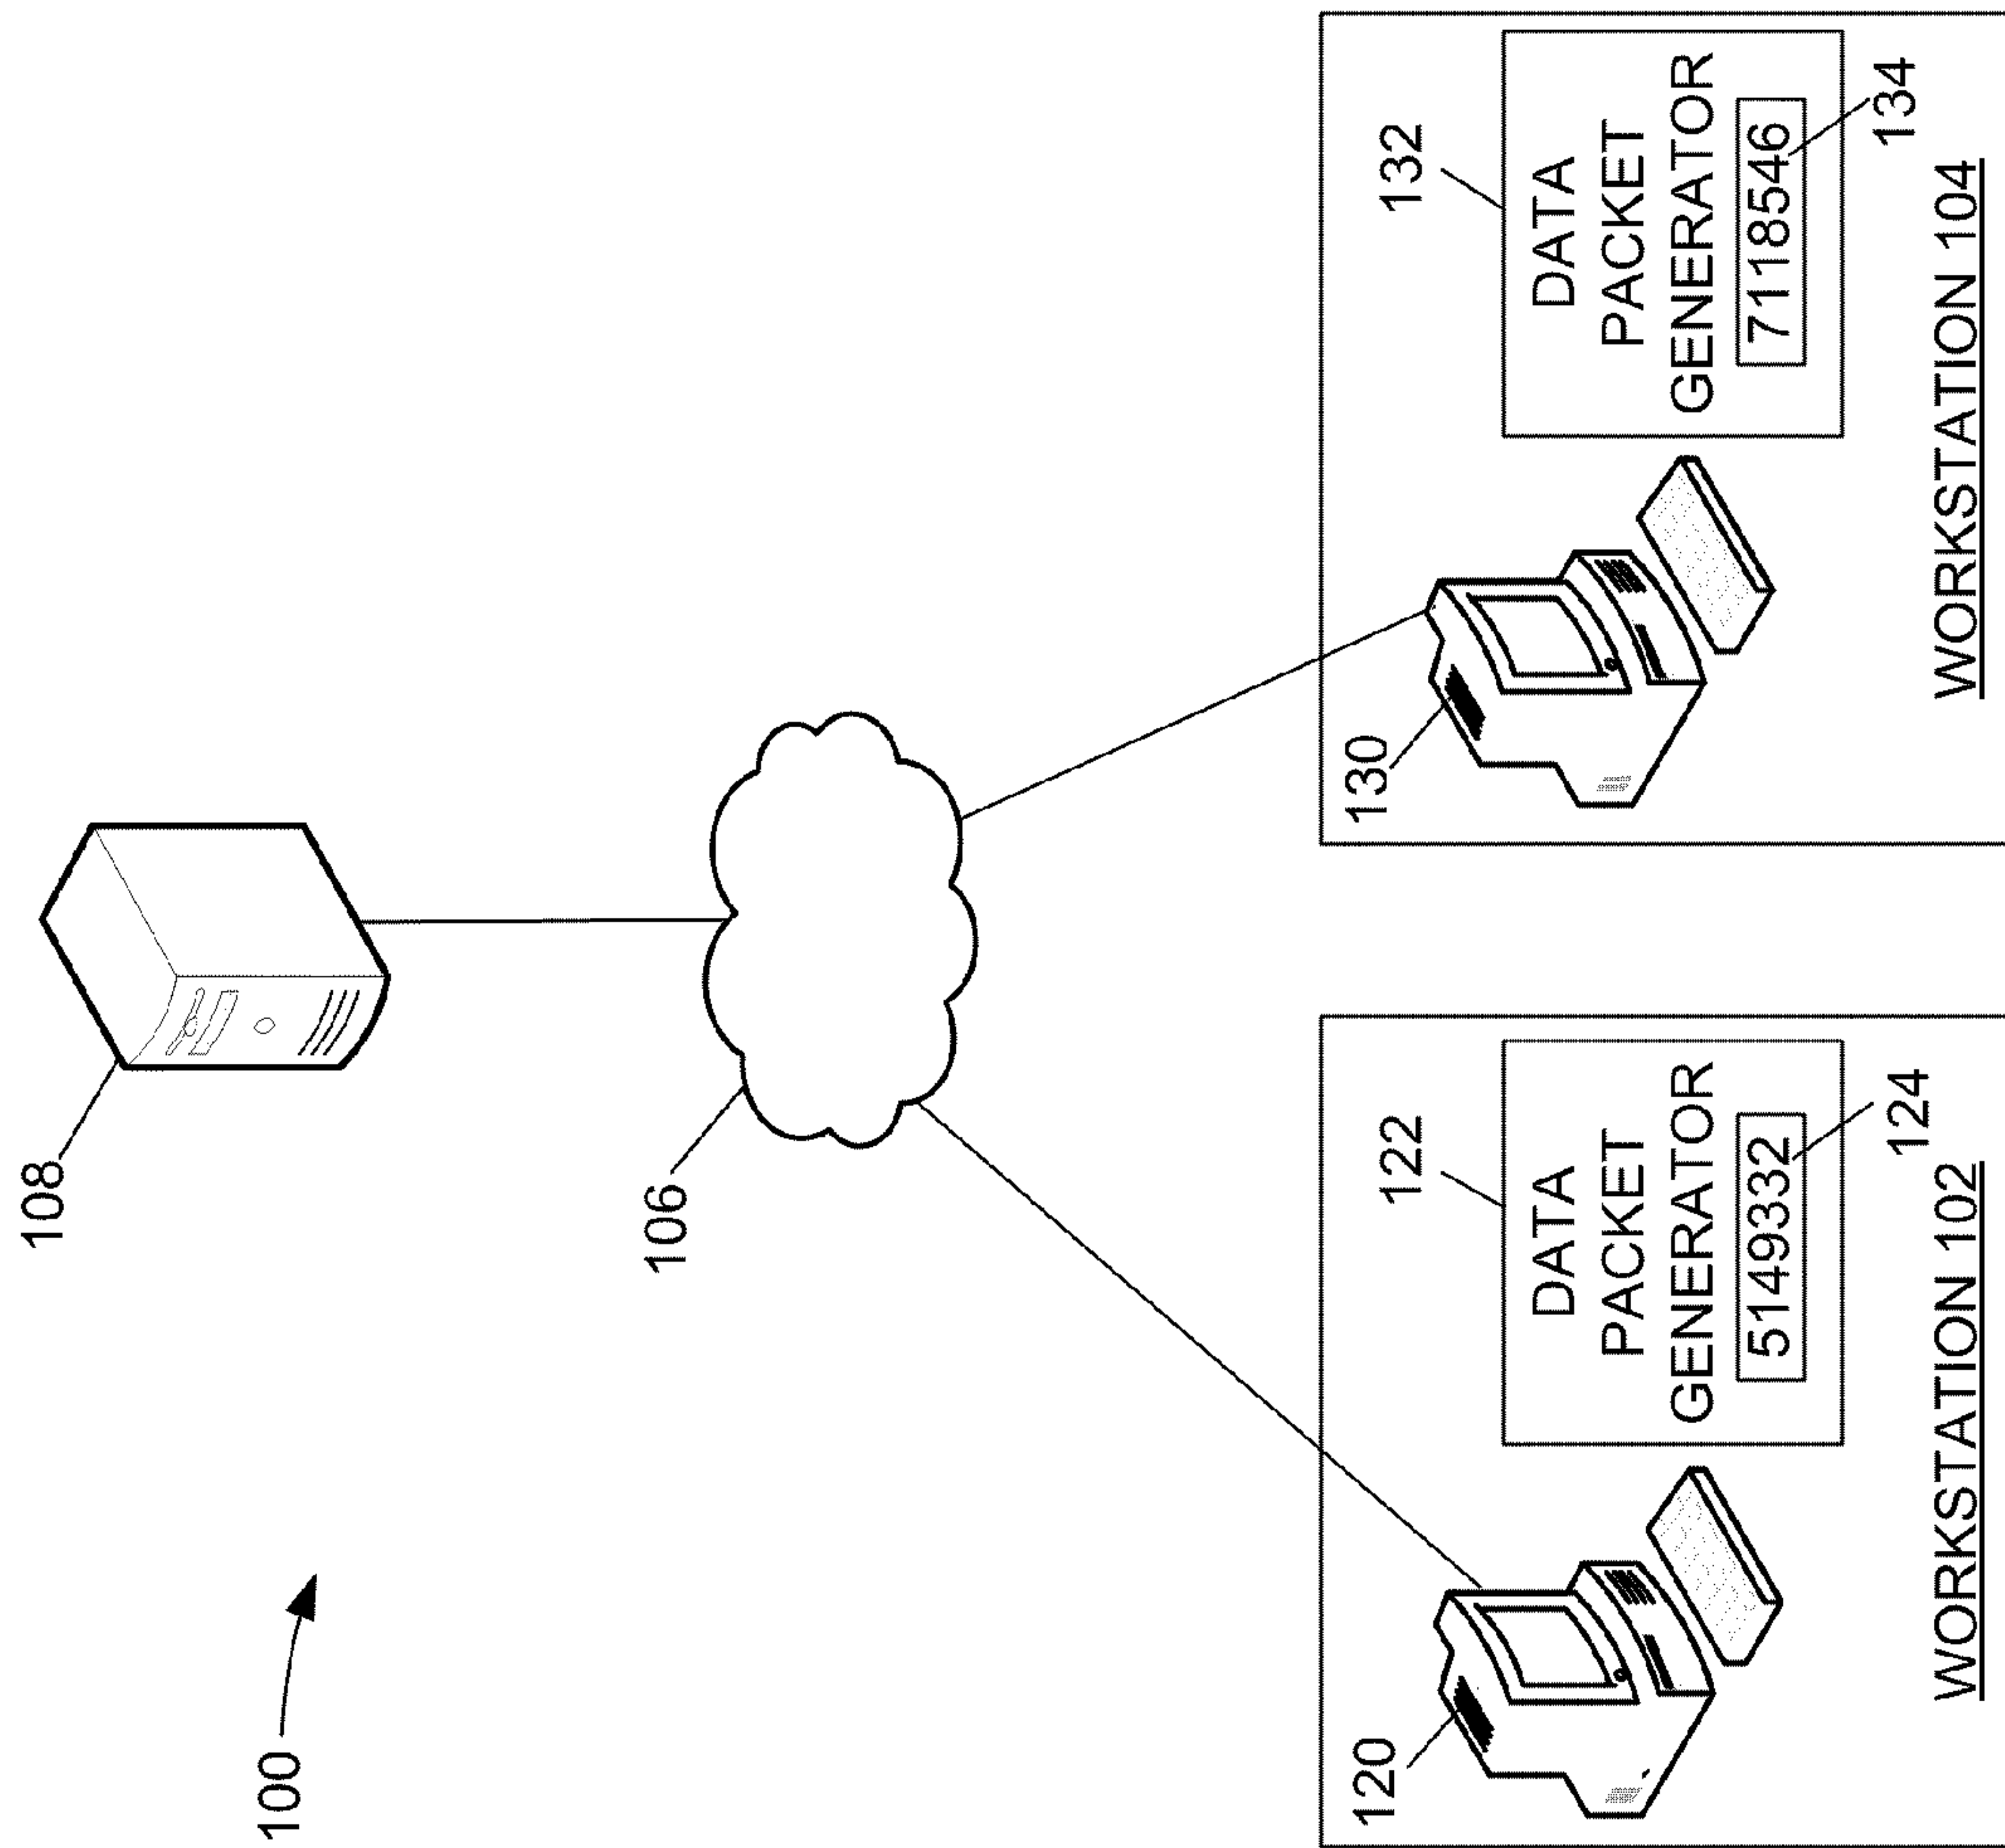 100
108
106
120
122
DATA
PACKET
GENERATOR
5149332
124
WORKSTATION 102
130
132
DATA
PACKET
GENERATOR
7118546
134
WORKSTATION 104